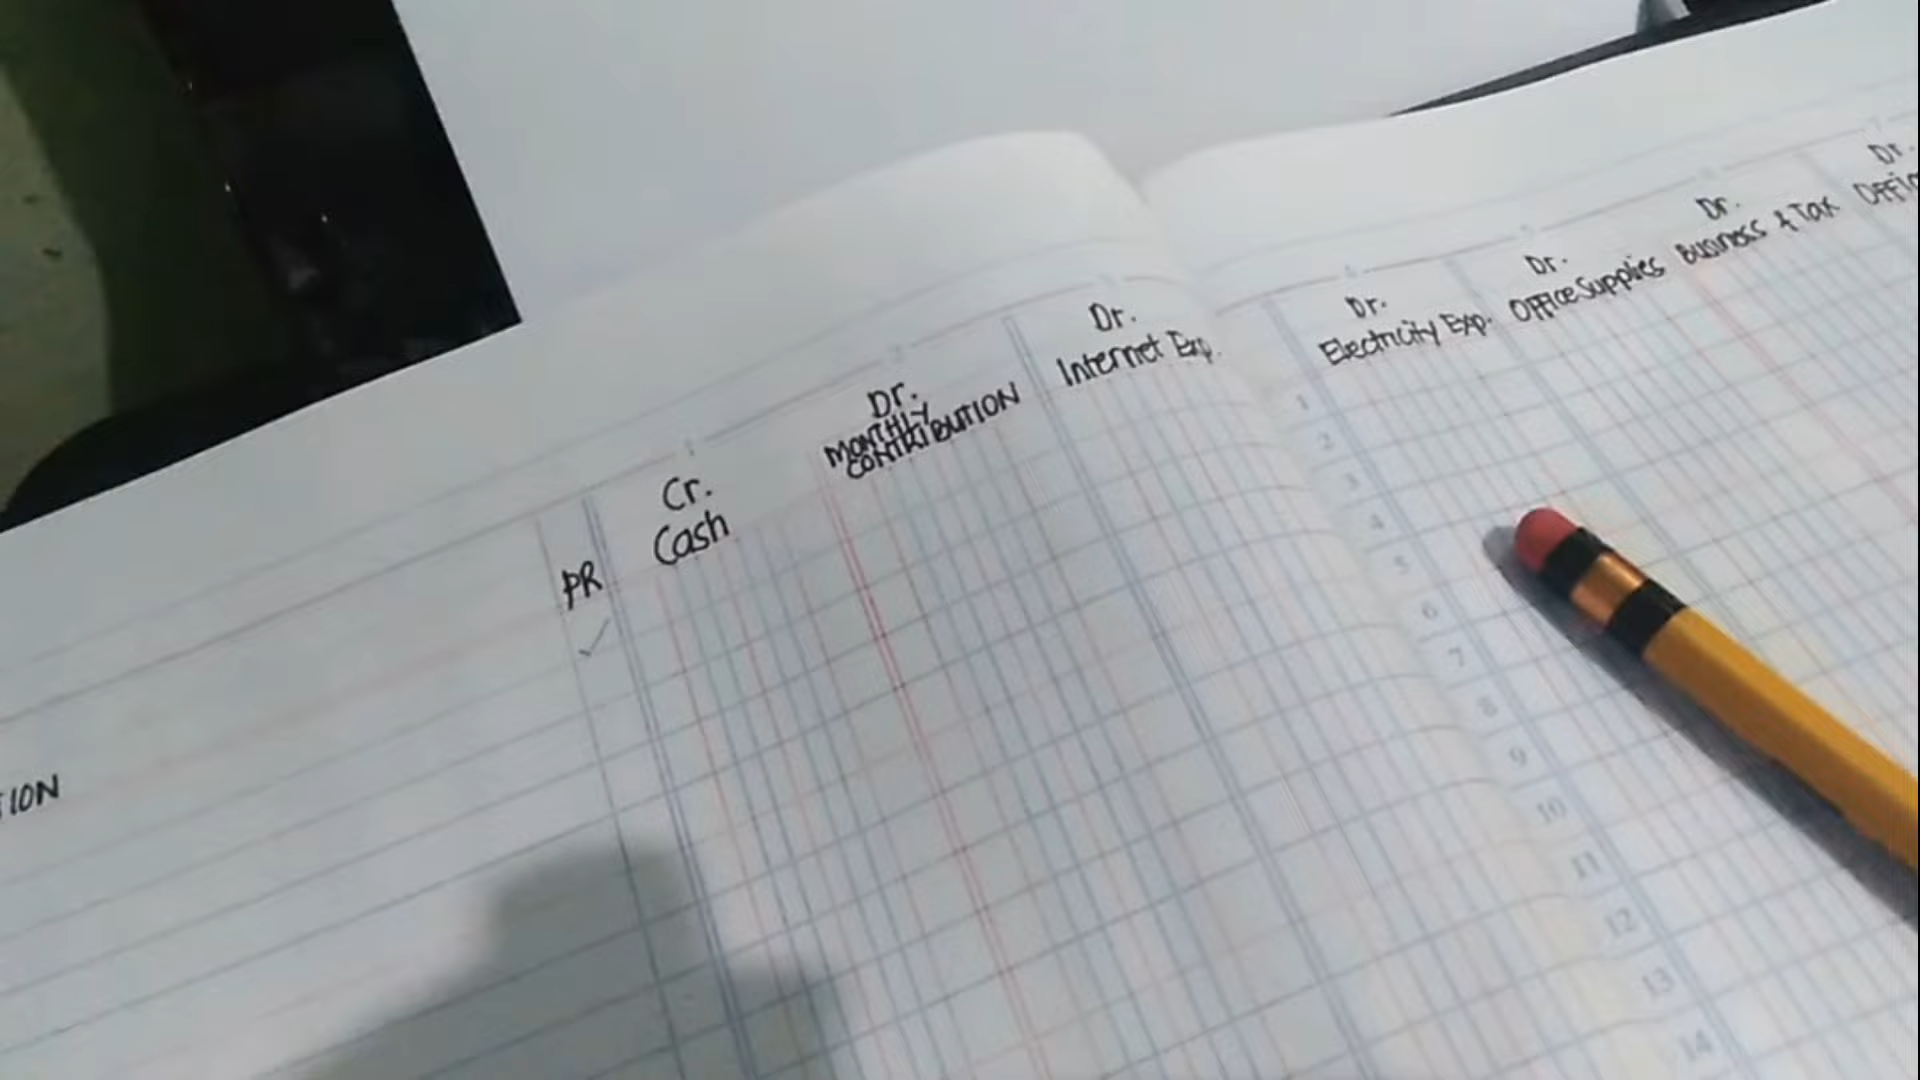 TION
PR
Cr.
Cash
Dr.
MONTHLY
CONTRIBUTION
Dr.
Internet Exp.
Dr.
Electricity Exp.
Dr.
Office Supplies
Dr.
Business & Tax
Dr.
OFFIC
1
2
3
4
5
6
7
8
9
10
11
12
13
14